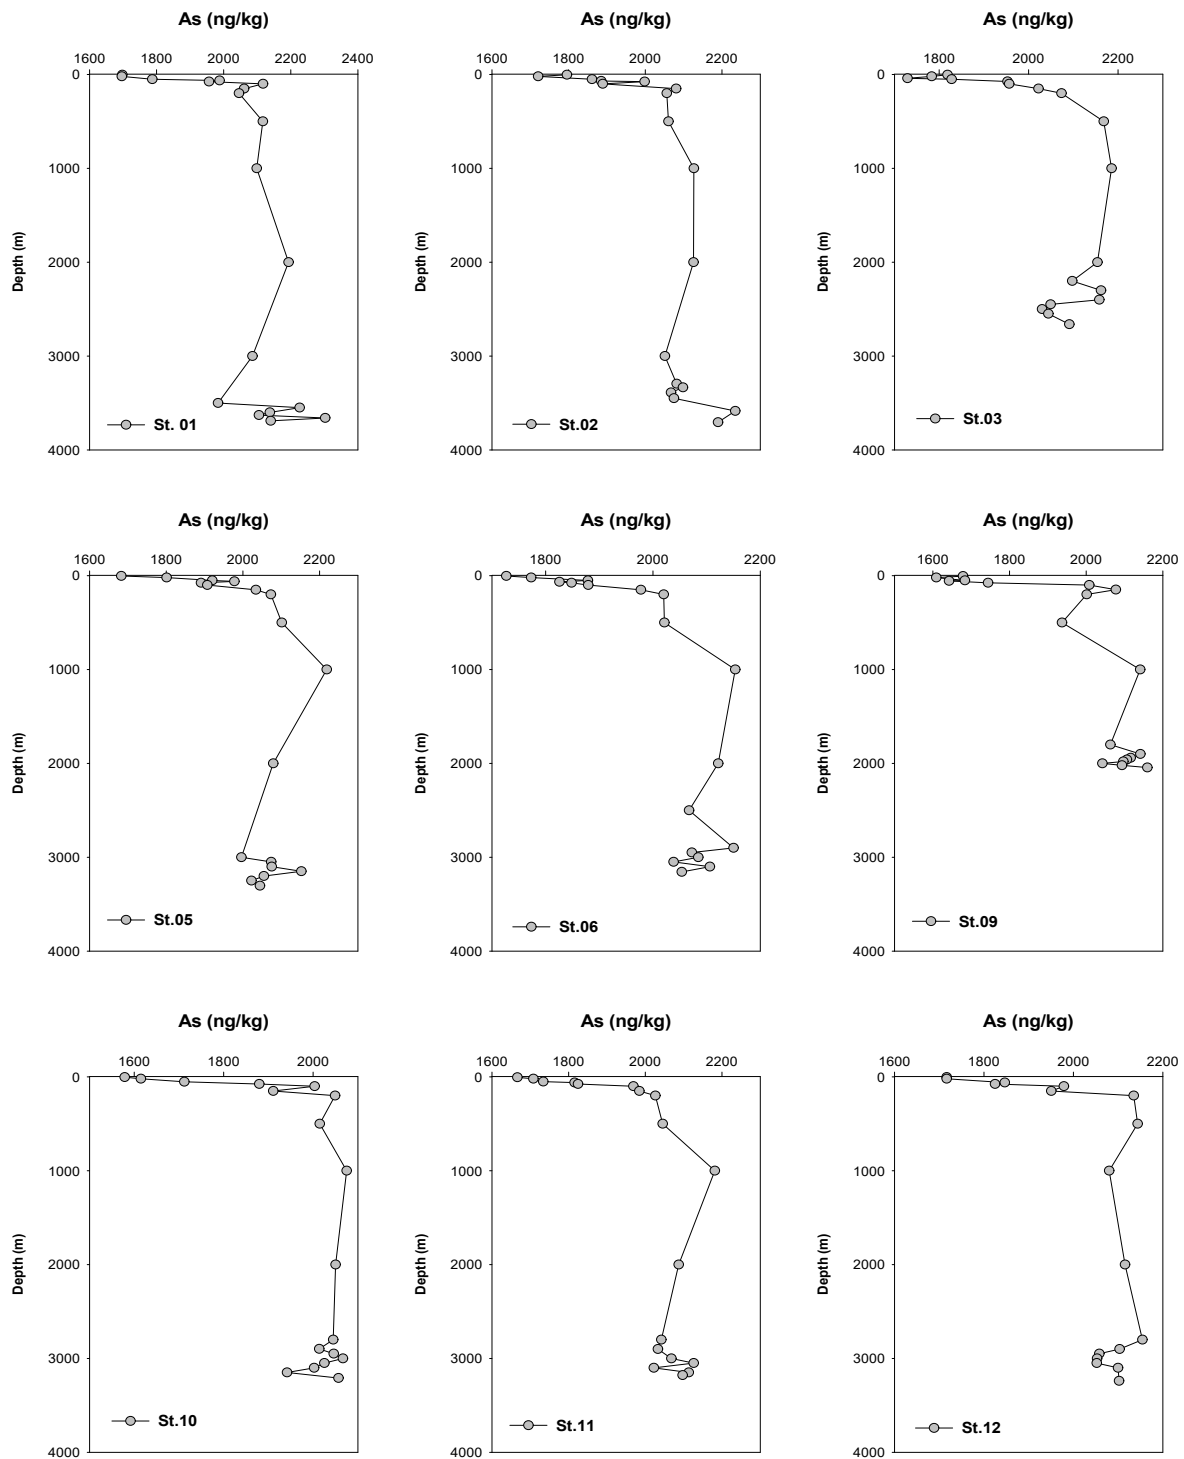 As (ng/kg) As (ng/kg) As (ng/kg)
1600 1800 2000 2200 2400 1600 1800 2000 2200 1800 2000 2200
0 0 0
1000 1000 1000
2000 2000 2000
3000 3000 3000
4000 4000 4000
Depth (m) Depth (m) Depth (m)
St. 01 St.02 St.03
As (ng/kg) As (ng/kg) As (ng/kg)
1600 1800 2000 2200 1800 2000 2200 1600 1800 2000 2200
0 0 0
1000 1000 1000
2000 2000 2000
3000 3000 3000
4000 4000 4000
Depth (m) Depth (m) Depth (m)
St.05 St.06 St.09
As (ng/kg) As (ng/kg) As (ng/kg)
1600 1800 2000 1600 1800 2000 2200 1600 1800 2000 2200
0 0 0
1000 1000 1000
2000 2000 2000
3000 3000 3000
4000 4000 4000
Depth (m) Depth (m) Depth (m)
St.10 St.11 St.12